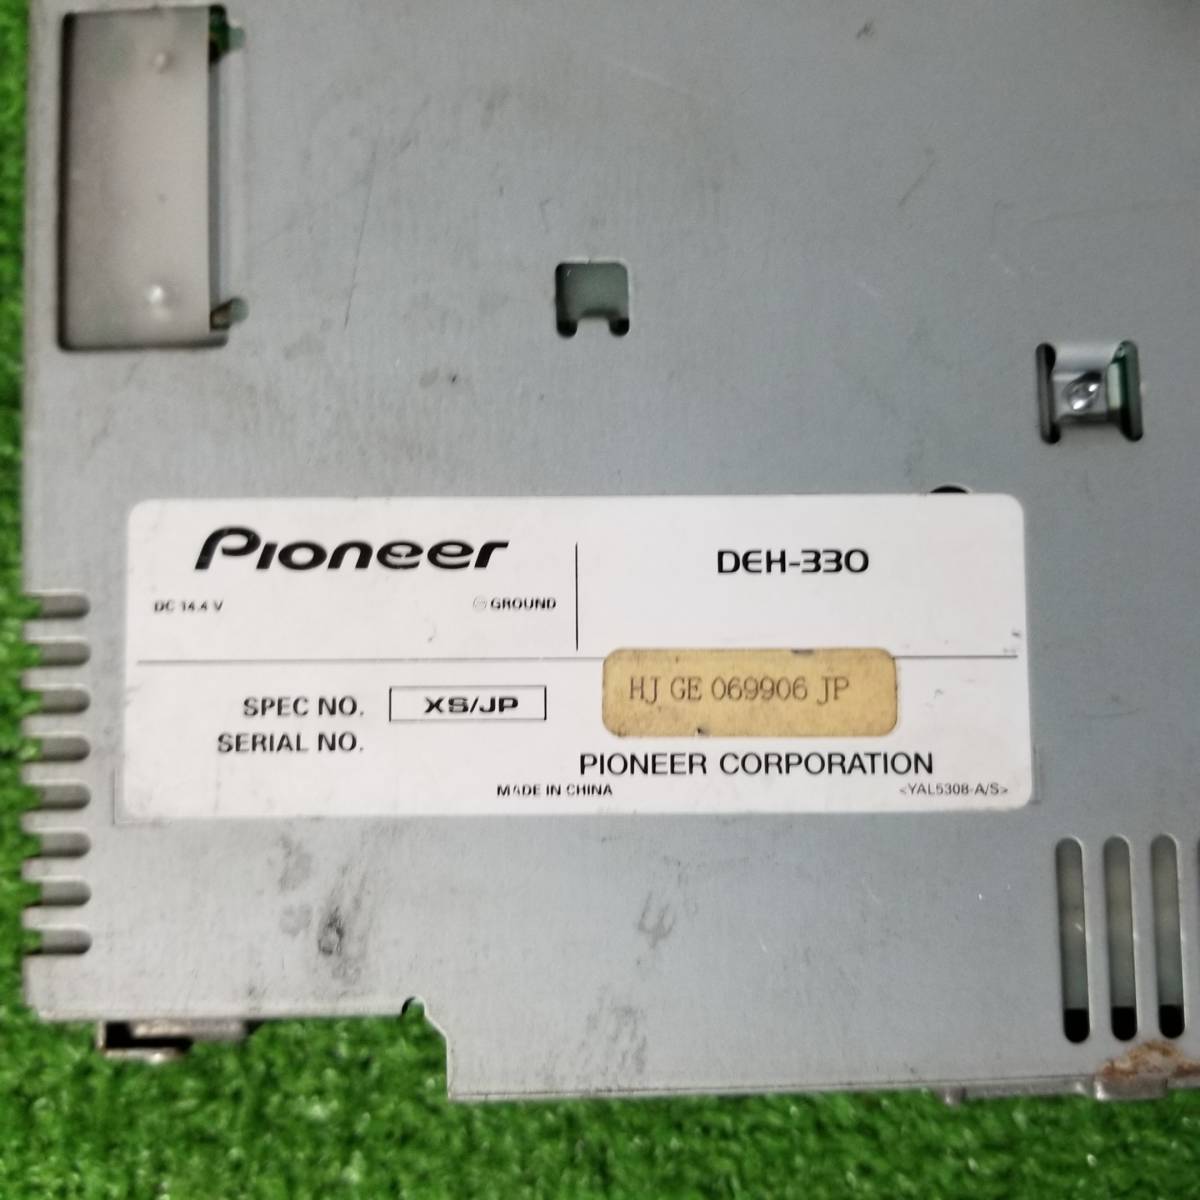 Pioneer
DEH-330
DC 14.4 V
⊖ GROUND
SPEC NO. XS/JP
HJ GE 069906 JP
SERIAL NO.
PIONEER CORPORATION
MADE IN CHINA
<YAL5308-A/S>